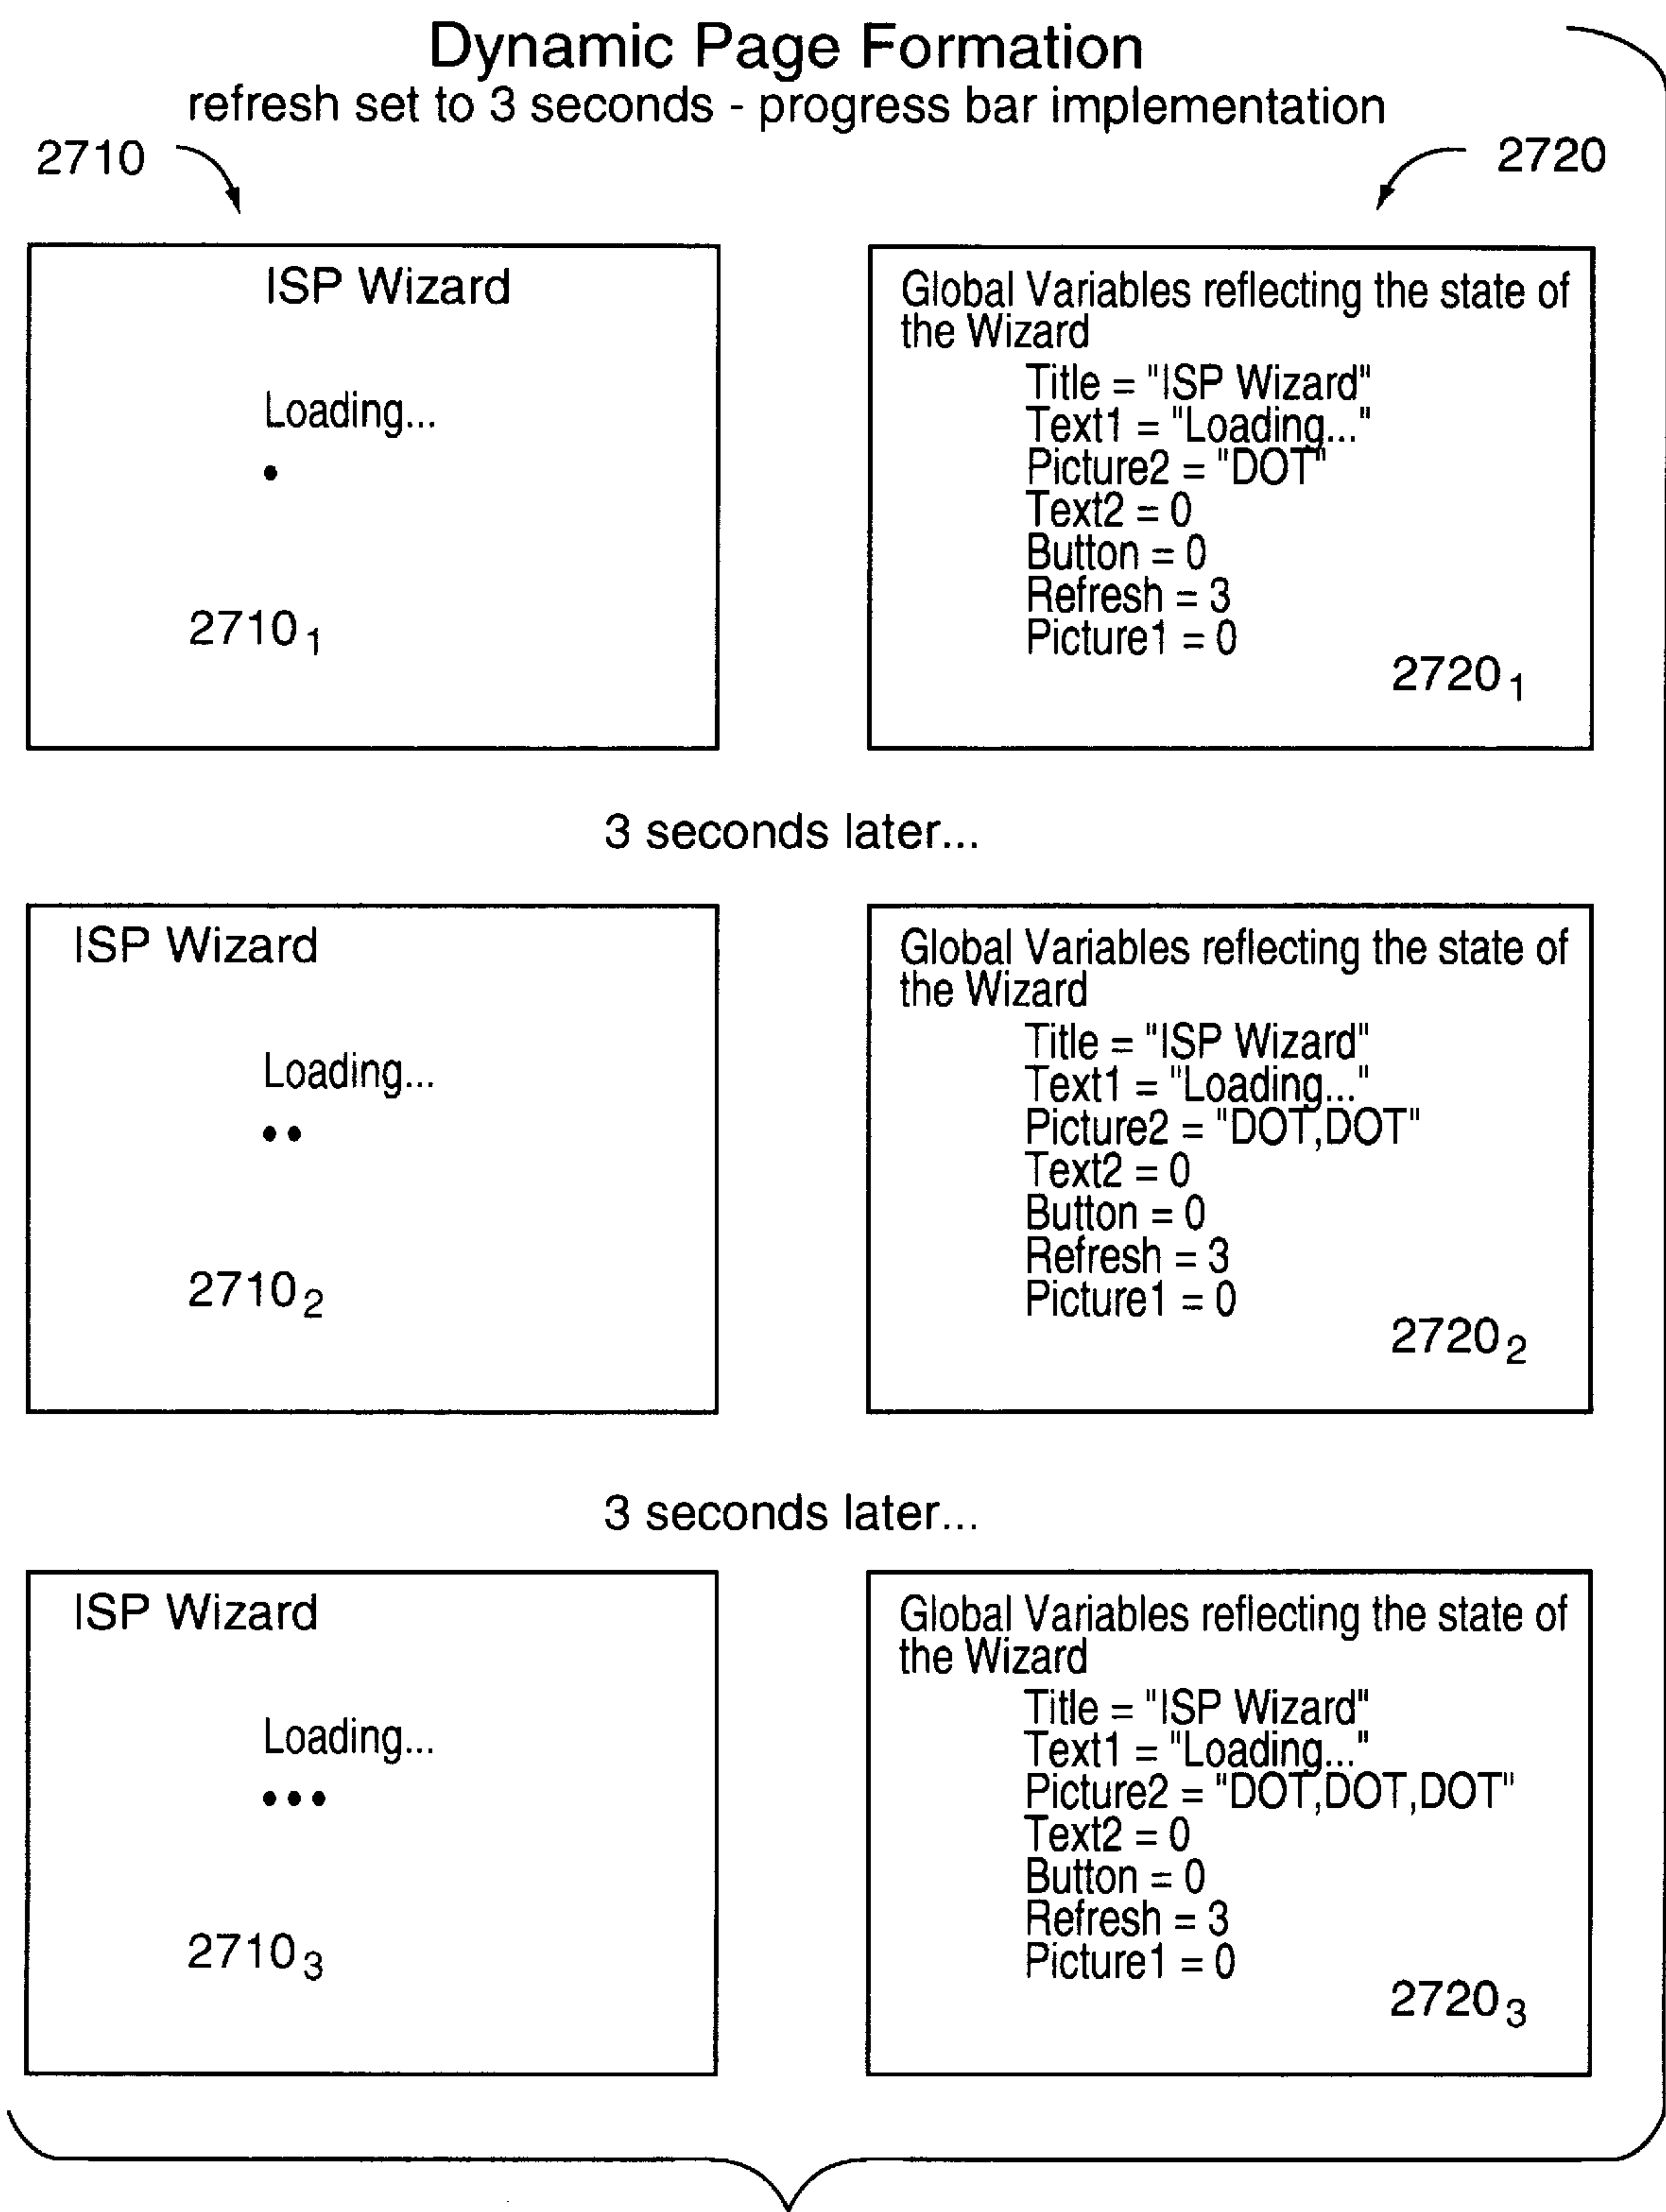 Dynamic Page Formation
refresh set to 3 seconds - progress bar implementation
2710
2720
ISP Wizard
Loading...
2710₁
Global Variables reflecting the state of
the Wizard
Title = "ISP Wizard"
Text1 = "Loading..."
Picture2 = "DOT"
Text2 = 0
Button = 0
Refresh = 3
Picture1 = 0
2720₁
3 seconds later...
ISP Wizard
Loading...
2710₂
Global Variables reflecting the state of
the Wizard
Title = "ISP Wizard"
Text1 = "Loading..."
Picture2 = "DOT,DOT"
Text2 = 0
Button = 0
Refresh = 3
Picture1 = 0
2720₂
3 seconds later...
ISP Wizard
Loading...
2710₃
Global Variables reflecting the state of
the Wizard
Title = "ISP Wizard"
Text1 = "Loading..."
Picture2 = "DOT,DOT,DOT"
Text2 = 0
Button = 0
Refresh = 3
Picture1 = 0
2720₃